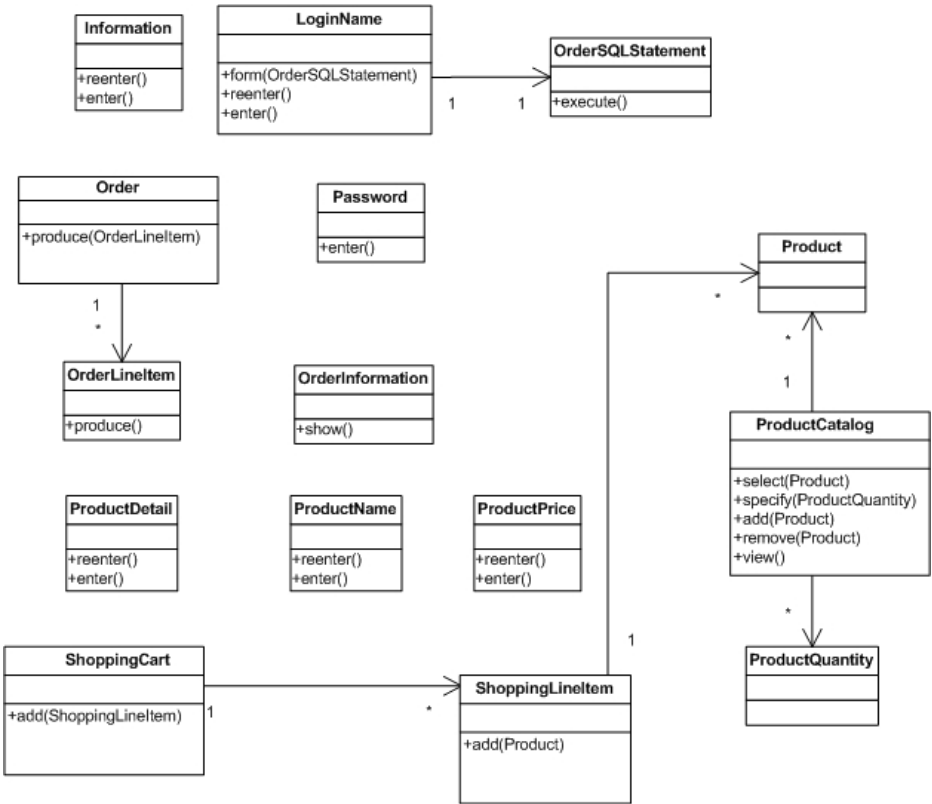 Information
+reenter()
+enter()
LoginName
+form(OrderSQLStatement)
+reenter()
+enter()
1
1
OrderSQLStatement
+execute()
Order
+produce(OrderLineItem)
1
*
Password
+enter()
Product
*
*
1
OrderLineItem
+produce()
OrderInformation
+show()
ProductCatalog
+select(Product)
+specify(ProductQuantity)
+add(Product)
+remove(Product)
+view()
ProductDetail
+reenter()
+enter()
ProductName
+reenter()
+enter()
ProductPrice
+reenter()
+enter()
*
1
ShoppingCart
+add(ShoppingLineItem)
1
*
ShoppingLineItem
+add(Product)
ProductQuantity